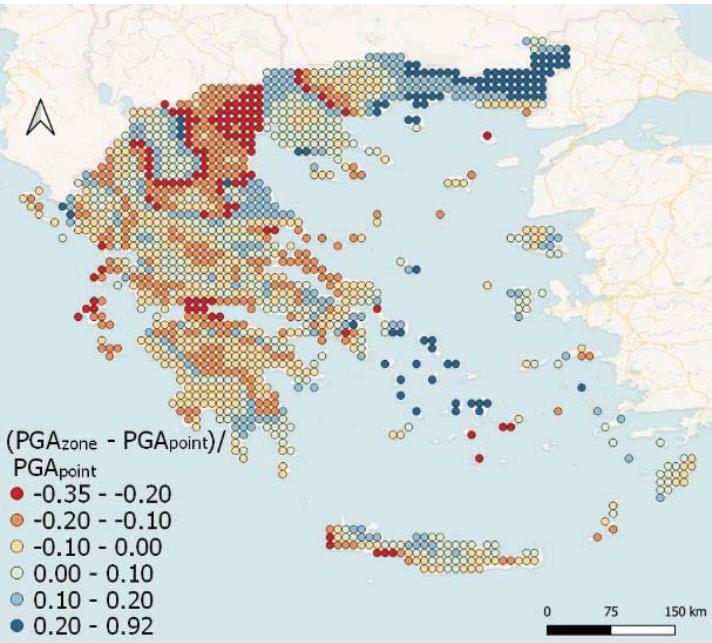 (PGAzone - PGApoint)/
PGApoint
-0.35 - -0.20
-0.20 - -0.10
-0.10 - 0.00
0.00 - 0.10
0.10 - 0.20
0.20 - 0.92
0 75 150 km